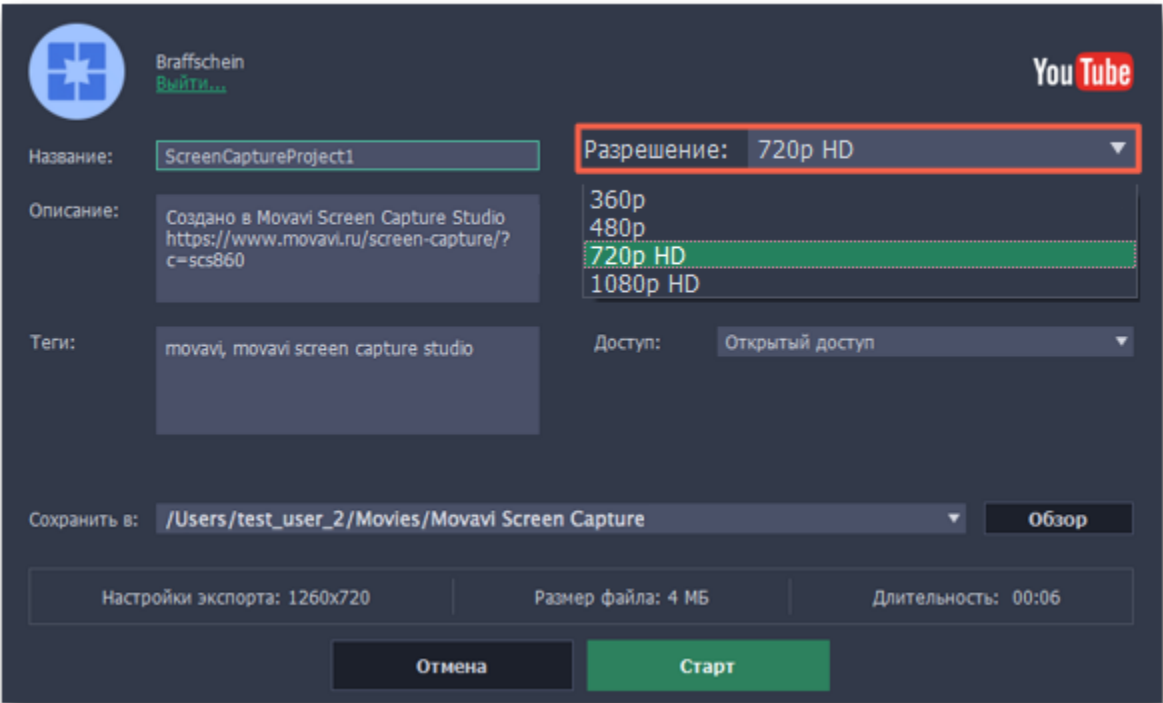 Braffschein
Выйти...
YouTube
Название: ScreenCaptureProject1
Разрешение: 720p HD
360p
480p
720p HD
1080p HD
Описание: Создано в Movavi Screen Capture Studio
https://www.movavi.ru/screen-capture/?
c=scs860
Теги: movavi, movavi screen capture studio
Доступ: Открытый доступ
Сохранить в: /Users/test_user_2/Movies/Movavi Screen Capture
Обзор
Настройки экспорта: 1260x720
Размер файла: 4 МБ
Длительность: 00:06
Отмена
Старт